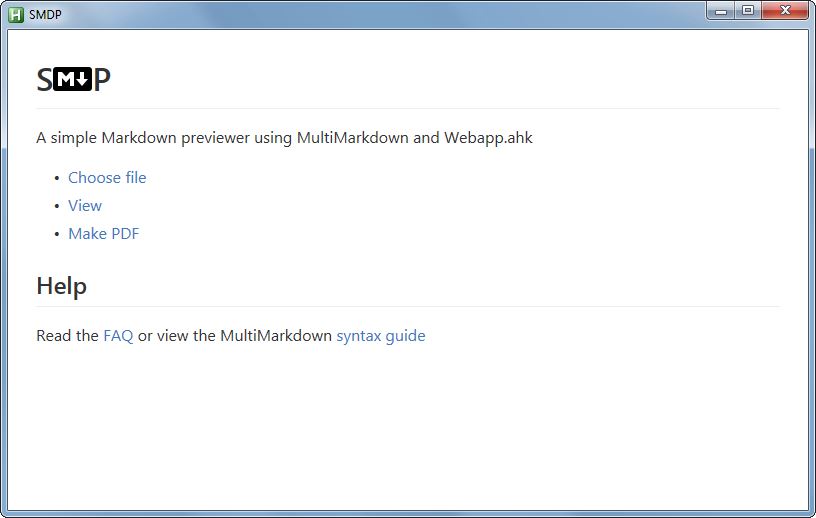 SMDP
SM↓P
A simple Markdown previewer using MultiMarkdown and Webapp.ahk
• Choose file
• View
• Make PDF
Help
Read the FAQ or view the MultiMarkdown syntax guide